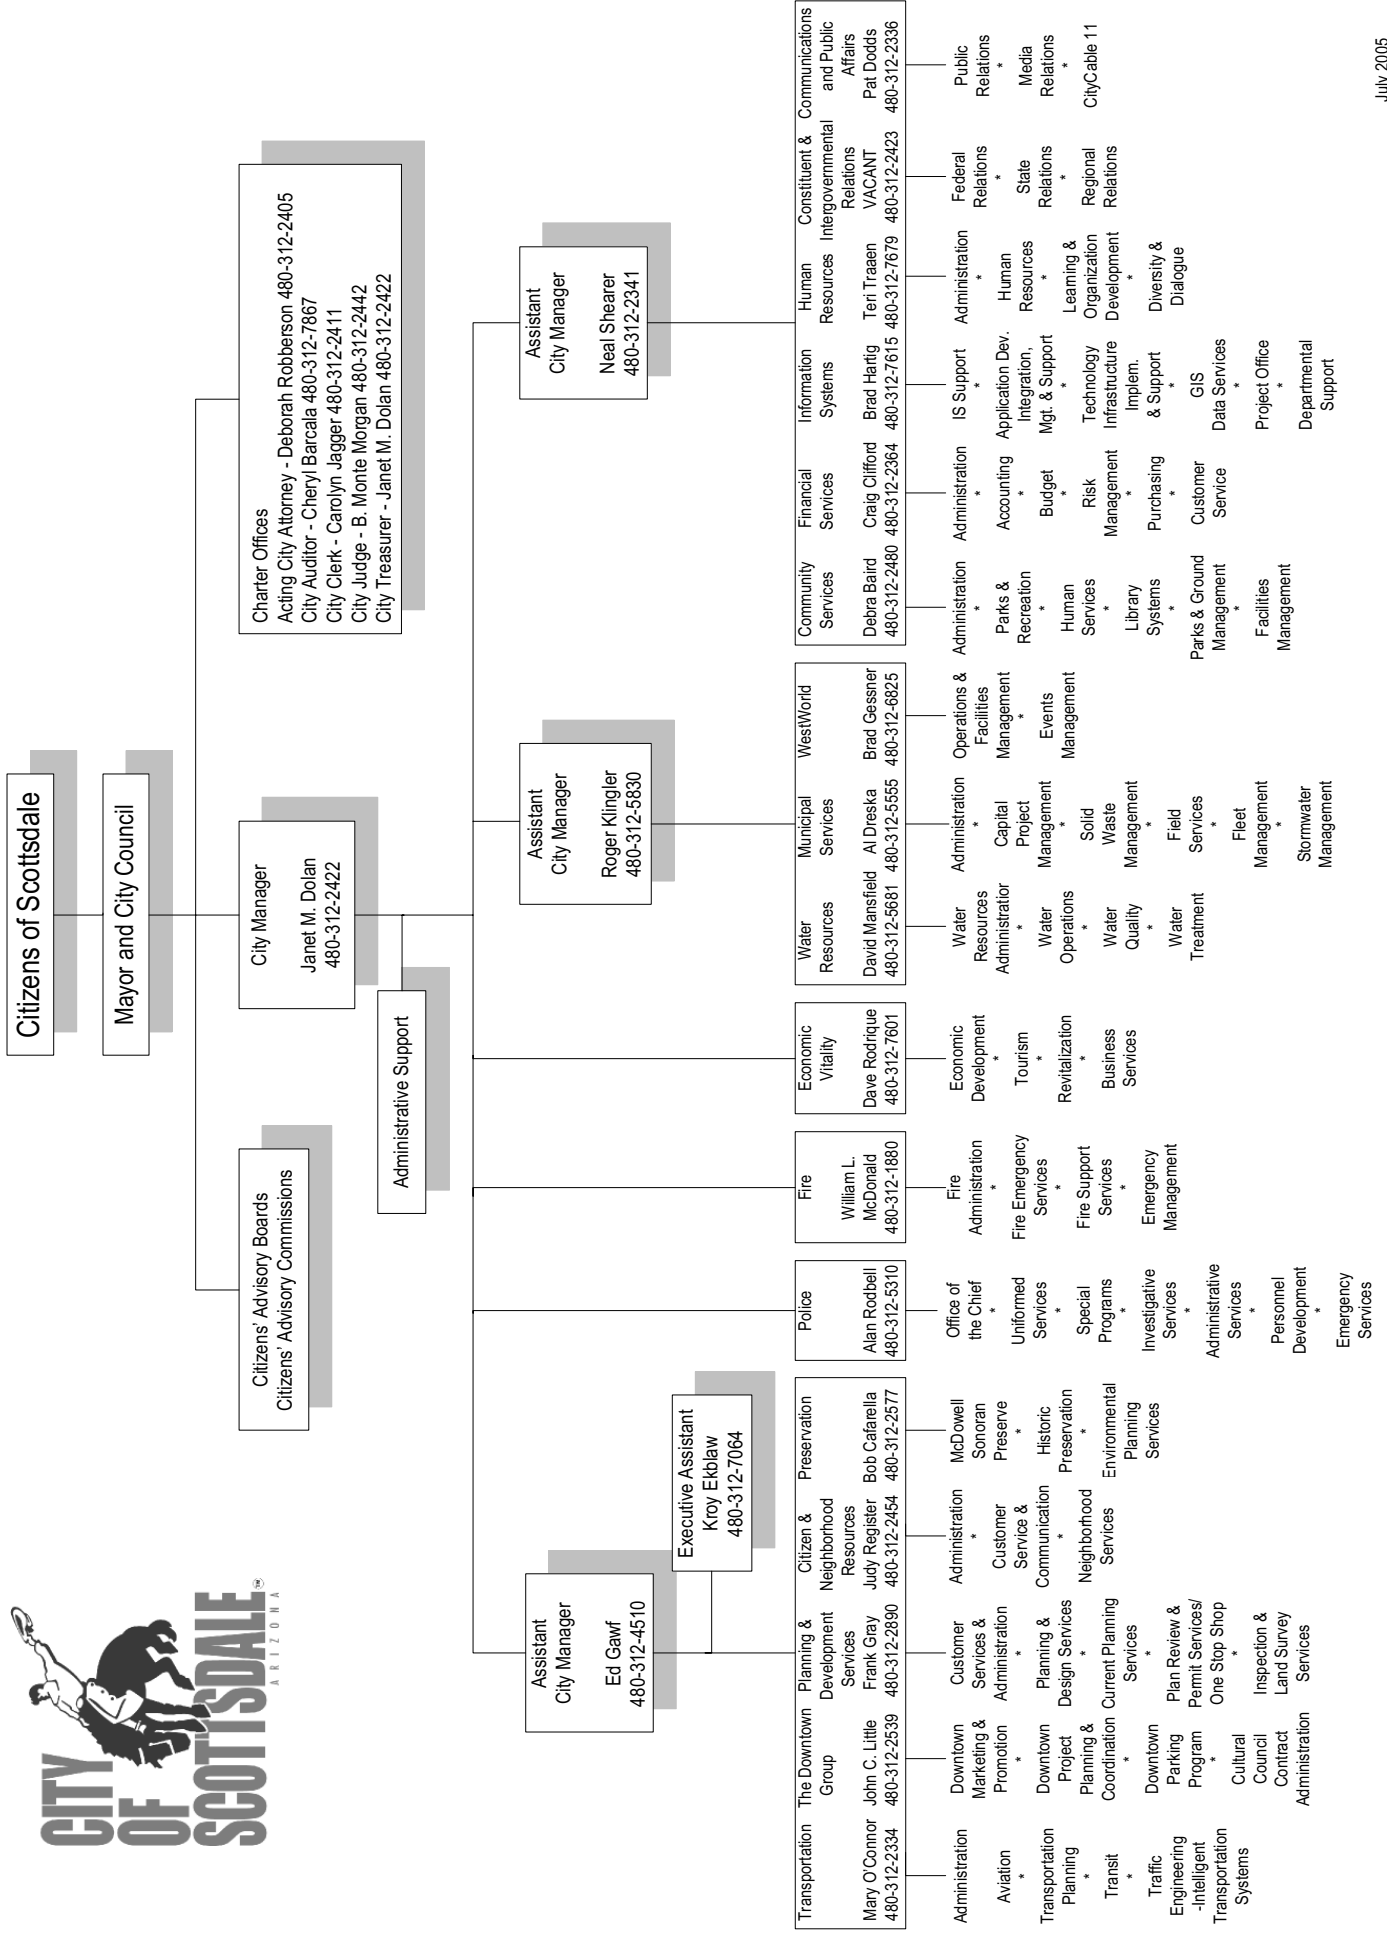 CITY
OF
SCOTTSDALE™
ARIZONA
Citizens of Scottsdale
Mayor and City Council
Citizens' Advisory Boards
Citizens' Advisory Commissions
City Manager
Janet M. Dolan
480-312-2422
Charter Offices
Acting City Attorney - Deborah Robberson 480-312-2405
City Auditor - Cheryl Barcala 480-312-7867
City Clerk - Carolyn Jagger 480-312-2411
City Judge - B. Monte Morgan 480-312-2442
City Treasurer - Janet M. Dolan 480-312-2422
Administrative Support
Assistant
City Manager
Ed Gawf
480-312-4510
Executive Assistant
Kroy Ekblaw
480-312-7064
Assistant
City Manager
Roger Klingler
480-312-5830
Assistant
City Manager
Neal Shearer
480-312-2341
Transportation
Mary O'Connor
480-312-2334
Administration
*
Aviation
*
Transportation
Planning
*
Transit
*
Traffic
Engineering
-Intelligent
Transportation
Systems
The Downtown
Group
John C. Little
480-312-2539
Downtown
Marketing &
Promotion
*
Downtown
Project
Planning &
Coordination
*
Downtown
Parking
Program
*
Cultural
Council
Contract
Administration
Planning &
Development
Services
Frank Gray
480-312-2890
Customer
Services &
Administration
*
Planning &
Design Services
*
Current Planning
Services
*
Plan Review &
Permit Services/
One Stop Shop
*
Inspection &
Land Survey
Services
Citizen &
Neighborhood
Resources
Judy Register
480-312-2454
Administration
*
Customer
Service &
Communication
*
Neighborhood
Services
Preservation
Bob Cafarella
480-312-2577
McDowell
Sonoran
Preserve
*
Historic
Preservation
*
Environmental
Planning
Services
Police
Alan Rodbell
480-312-5310
Office of
the Chief
*
Uniformed
Services
*
Special
Programs
*
Investigative
Services
*
Administrative
Services
*
Personnel
Development
*
Emergency
Services
Fire
William L.
McDonald
480-312-1880
Fire
Administration
*
Fire Emergency
Services
*
Fire Support
Services
*
Emergency
Management
Economic
Vitality
Dave Rodrique
480-312-7601
Economic
Development
*
Tourism
*
Revitalization
*
Business
Services
Water
Resources
David Mansfield
480-312-5681
Water
Resources
Administration
*
Water
Operations
*
Water
Quality
*
Water
Treatment
Municipal
Services
Al Dreska
480-312-5555
Administration
*
Capital
Project
Management
*
Solid
Waste
Management
*
Field
Services
*
Fleet
Management
*
Stormwater
Management
WestWorld
Brad Gessner
480-312-6825
Operations &
Facilities
Management
*
Events
Management
Community
Services
Debra Baird
480-312-2480
Administration
*
Parks &
Recreation
*
Human
Services
*
Library
Systems
*
Parks & Ground
Management
*
Facilities
Management
Financial
Services
Craig Clifford
480-312-2364
Administration
*
Accounting
*
Budget
*
Risk
Management
*
Purchasing
*
Customer
Service
Information
Systems
Brad Hartig
480-312-7615
IS Support
*
Application Dev.
Integration,
Mgt. & Support
*
Technology
Infrastructure
Implem.
& Support
*
GIS
Data Services
*
Project Office
*
Departmental
Support
Human
Resources
Teri Traaen
480-312-7679
Administration
*
Human
Resources
*
Learning &
Organization
Development
*
Diversity &
Dialogue
Constituent &
Intergovernmental
Relations
VACANT
480-312-2423
Federal
Relations
*
State
Relations
*
Regional
Relations
Communications
and Public
Affairs
Pat Dodds
480-312-2336
Public
Relations
*
Media
Relations
*
CityCable 11
July 2005